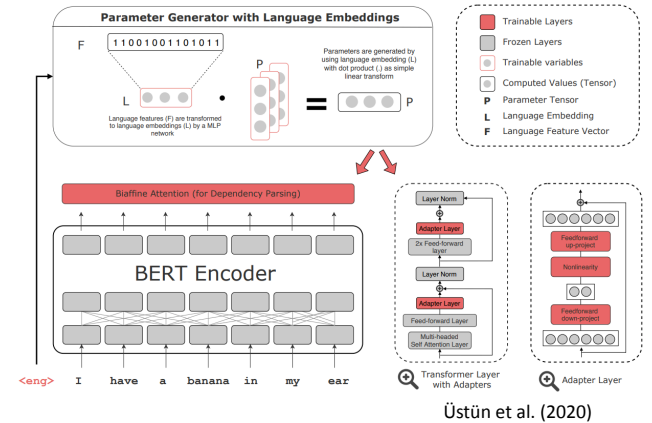 Parameter Generator with Language Embeddings
F
11001001101011
P
L
.
=
P
Parameters are generated by
using language embedding (L)
with dot product (.) as simple
linear transform
Language features (F) are transformed
to language embeddings (L) by a MLP
network
Trainable Layers
Frozen Layers
Trainable variables
Computed Values (Tensor)
P Parameter Tensor
L Language Embedding
F Language Feature Vector
Biaffine Attention (for Dependency Parsing)
BERT Encoder
<eng> I have a banana in my ear
Layer Norm
Adapter Layer
2x Feed-forward
layer
Layer Norm
Adapter Layer
Feed-forward Layer
Multi-headed
Self Attention Layer
Transformer Layer
with Adapters
Feedforward
up-project
Nonlinearity
Feedforward
down-project
Adapter Layer
Üstün et al. (2020)